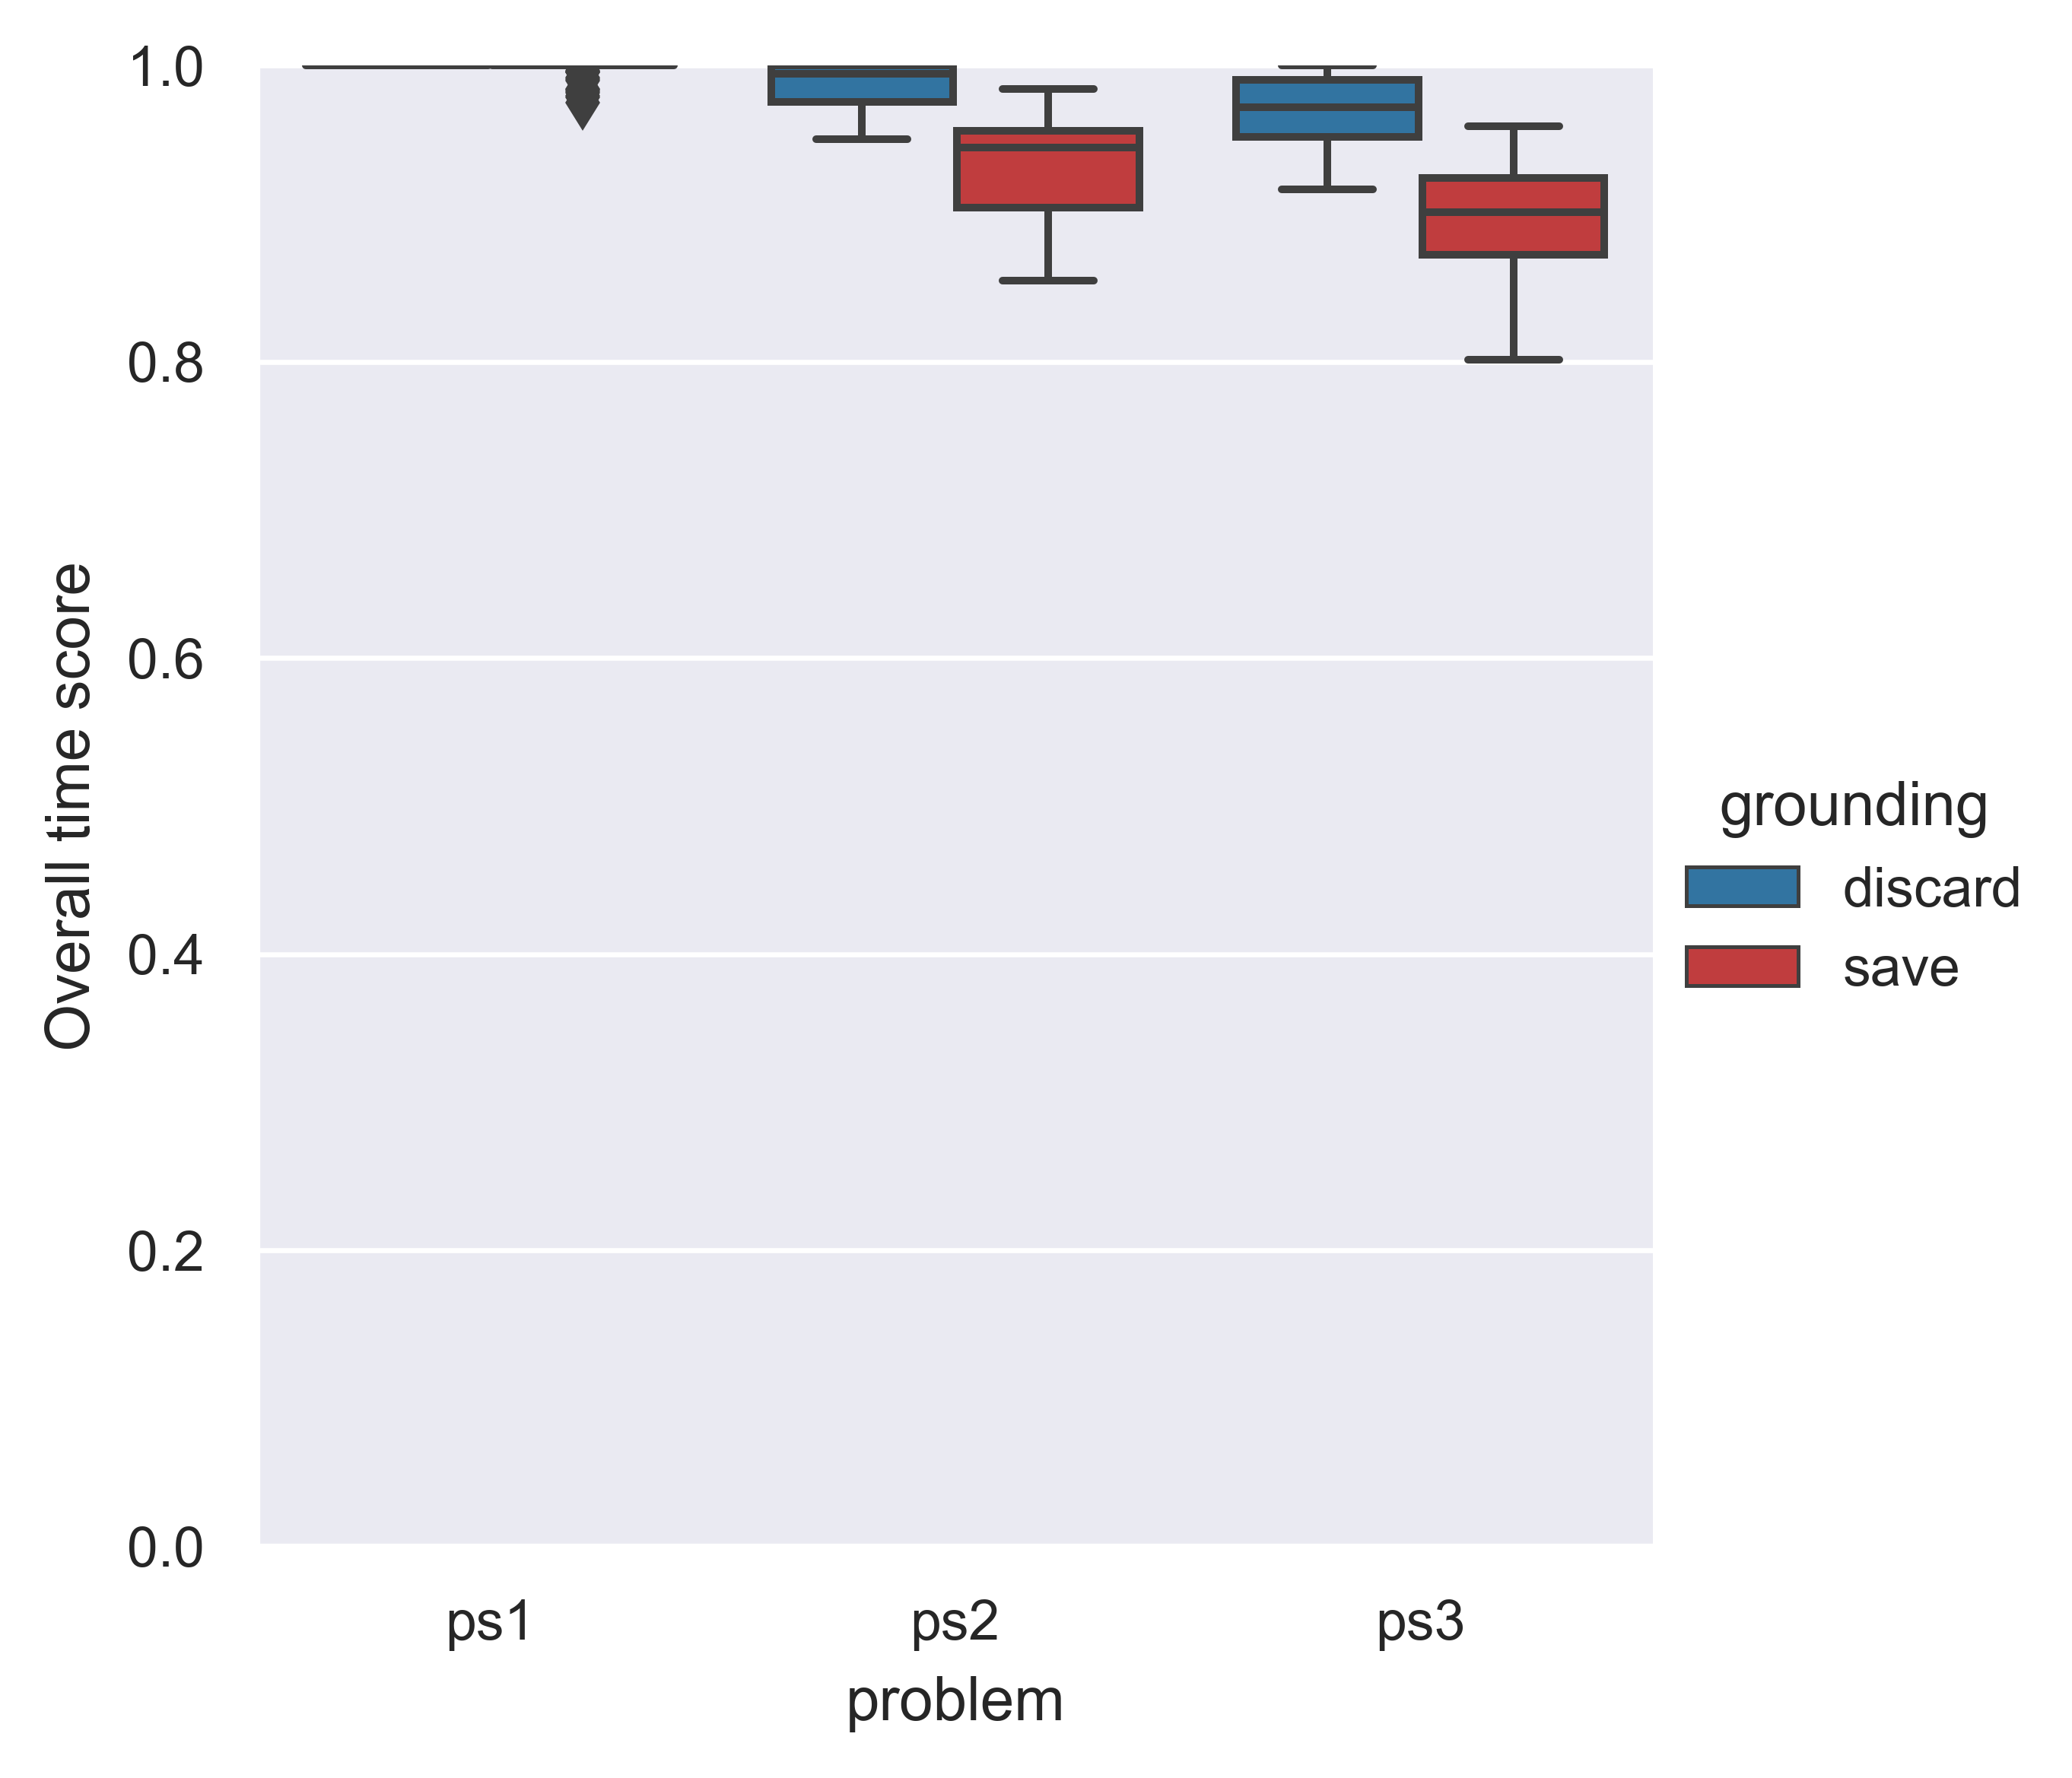 1.0
0.8
0.6
0.4
0.2
0.0
Overall time score
ps1
ps2
ps3
problem
grounding
discard
save